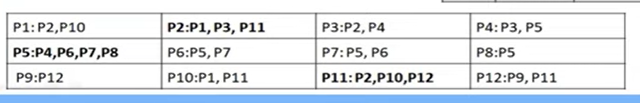 P1: P2,P10 P2:P1, P3, P11 P3:P2, P4 P4: P3, P5
P5:P4,P6,P7,P8 P6:P5, P7 P7: P5, P6 P8:P5
P9:P12 P10:P1, P11 P11: P2,P10,P12 P12:P9, P11